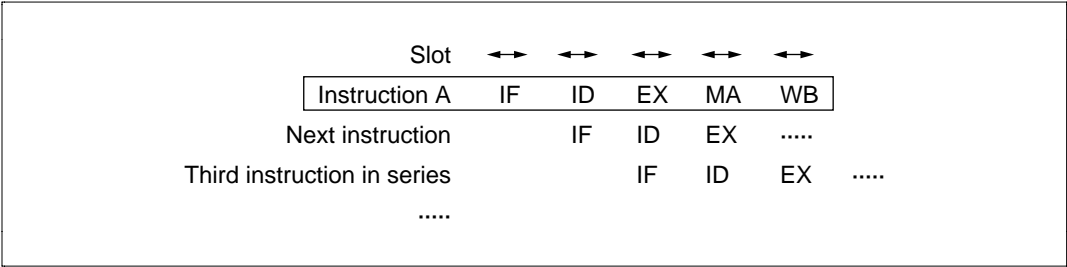 Slot
Instruction A IF ID EX MA WB
Next instruction IF ID EX .....
Third instruction in series IF ID EX .....
.....